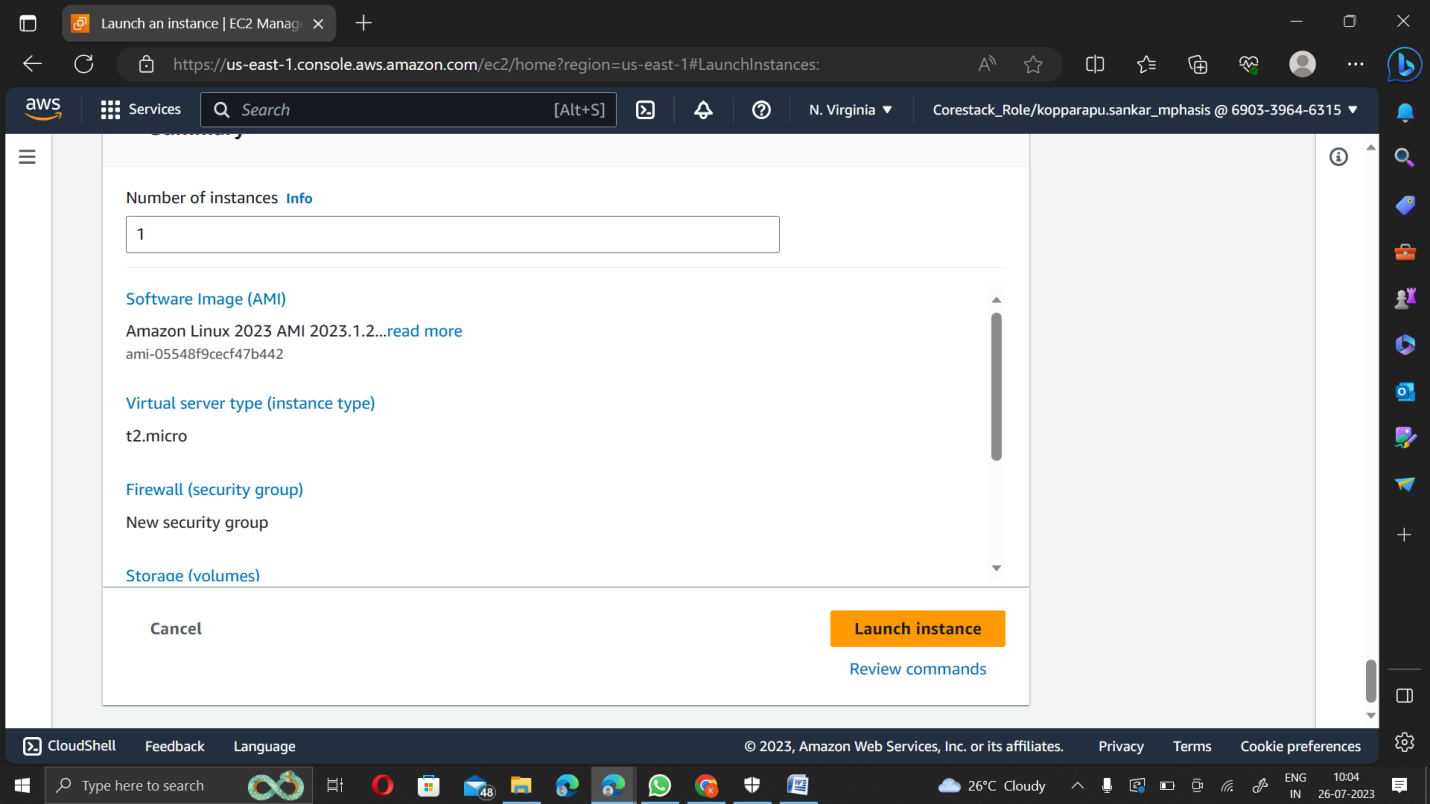 Launch an instance | EC2 Manag
https://us-east-1.console.aws.amazon.com/ec2/home?region=us-east-1#LaunchInstances:
aws
Services
Search
[Alt+S]
N. Virginia
Corestack_Role/kopparapu.sankar_mphasis @ 6903-3964-6315
Summary
Number of instances Info
1
Software Image (AMI)
Amazon Linux 2023 AMI 2023.1.2...read more
ami-05548f9cecf47b442
Virtual server type (instance type)
t2.micro
Firewall (security group)
New security group
Storage (volumes)
Cancel
Launch instance
Review commands
CloudShell
Feedback
Language
© 2023, Amazon Web Services, Inc. or its affiliates.
Privacy
Terms
Cookie preferences
Type here to search
48
26°C Cloudy
ENG
IN
10:04
26-07-2023